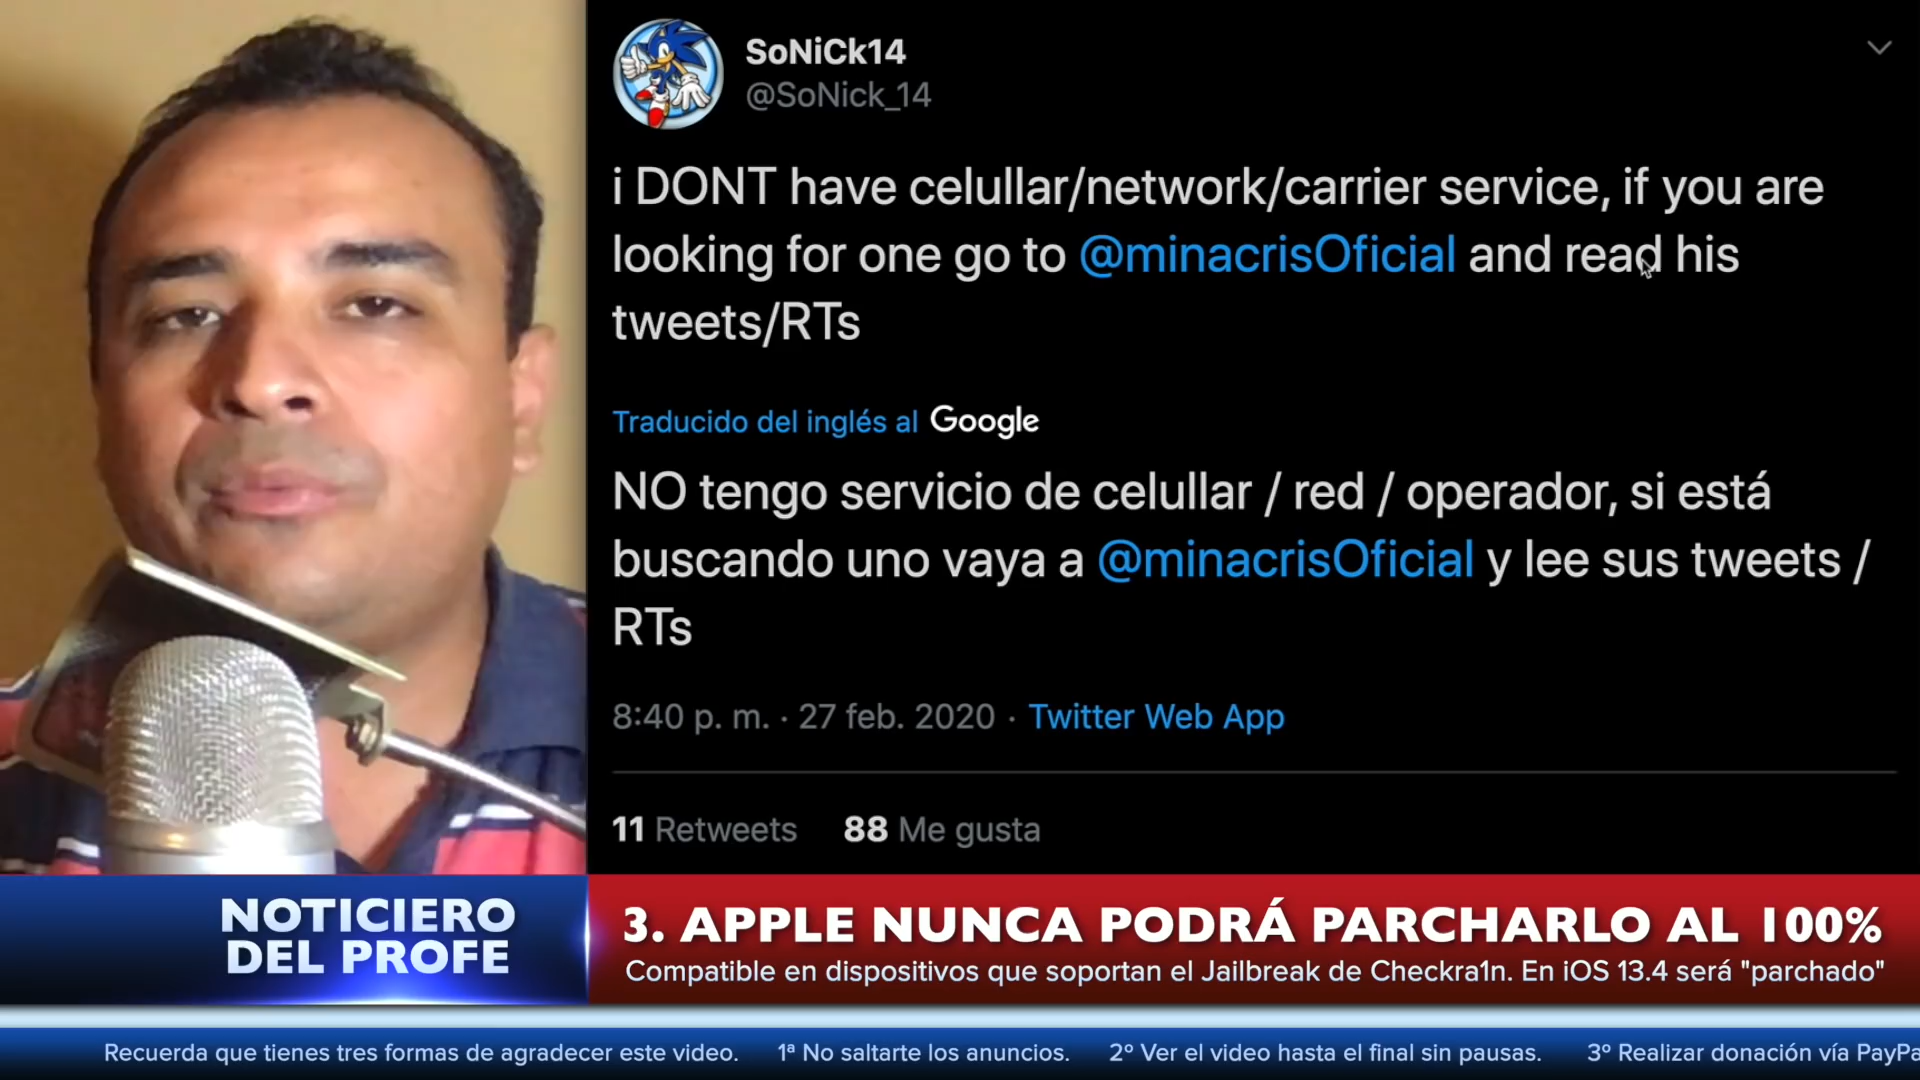 SoNiCk14
@SoNick_14
i DONT have celullar/network/carrier service, if you are
looking for one go to @minacrisOficial and read his
tweets/RTs
Traducido del inglés al Google
NO tengo servicio de celullar / red / operador, si está
buscando uno vaya a @minacrisOficial y lee sus tweets /
RTs
8:40 p. m. · 27 feb. 2020 · Twitter Web App
11 Retweets 88 Me gusta
NOTICIERO
DEL PROFE
3. APPLE NUNCA PODRÁ PARCHARLO AL 100%
Compatible en dispositivos que soportan el Jailbreak de Checkra1n. En iOS 13.4 será "parchado"
Recuerda que tienes tres formas de agradecer este video. 1ª No saltarte los anuncios. 2º Ver el video hasta el final sin pausas. 3º Realizar donación vía PayPa